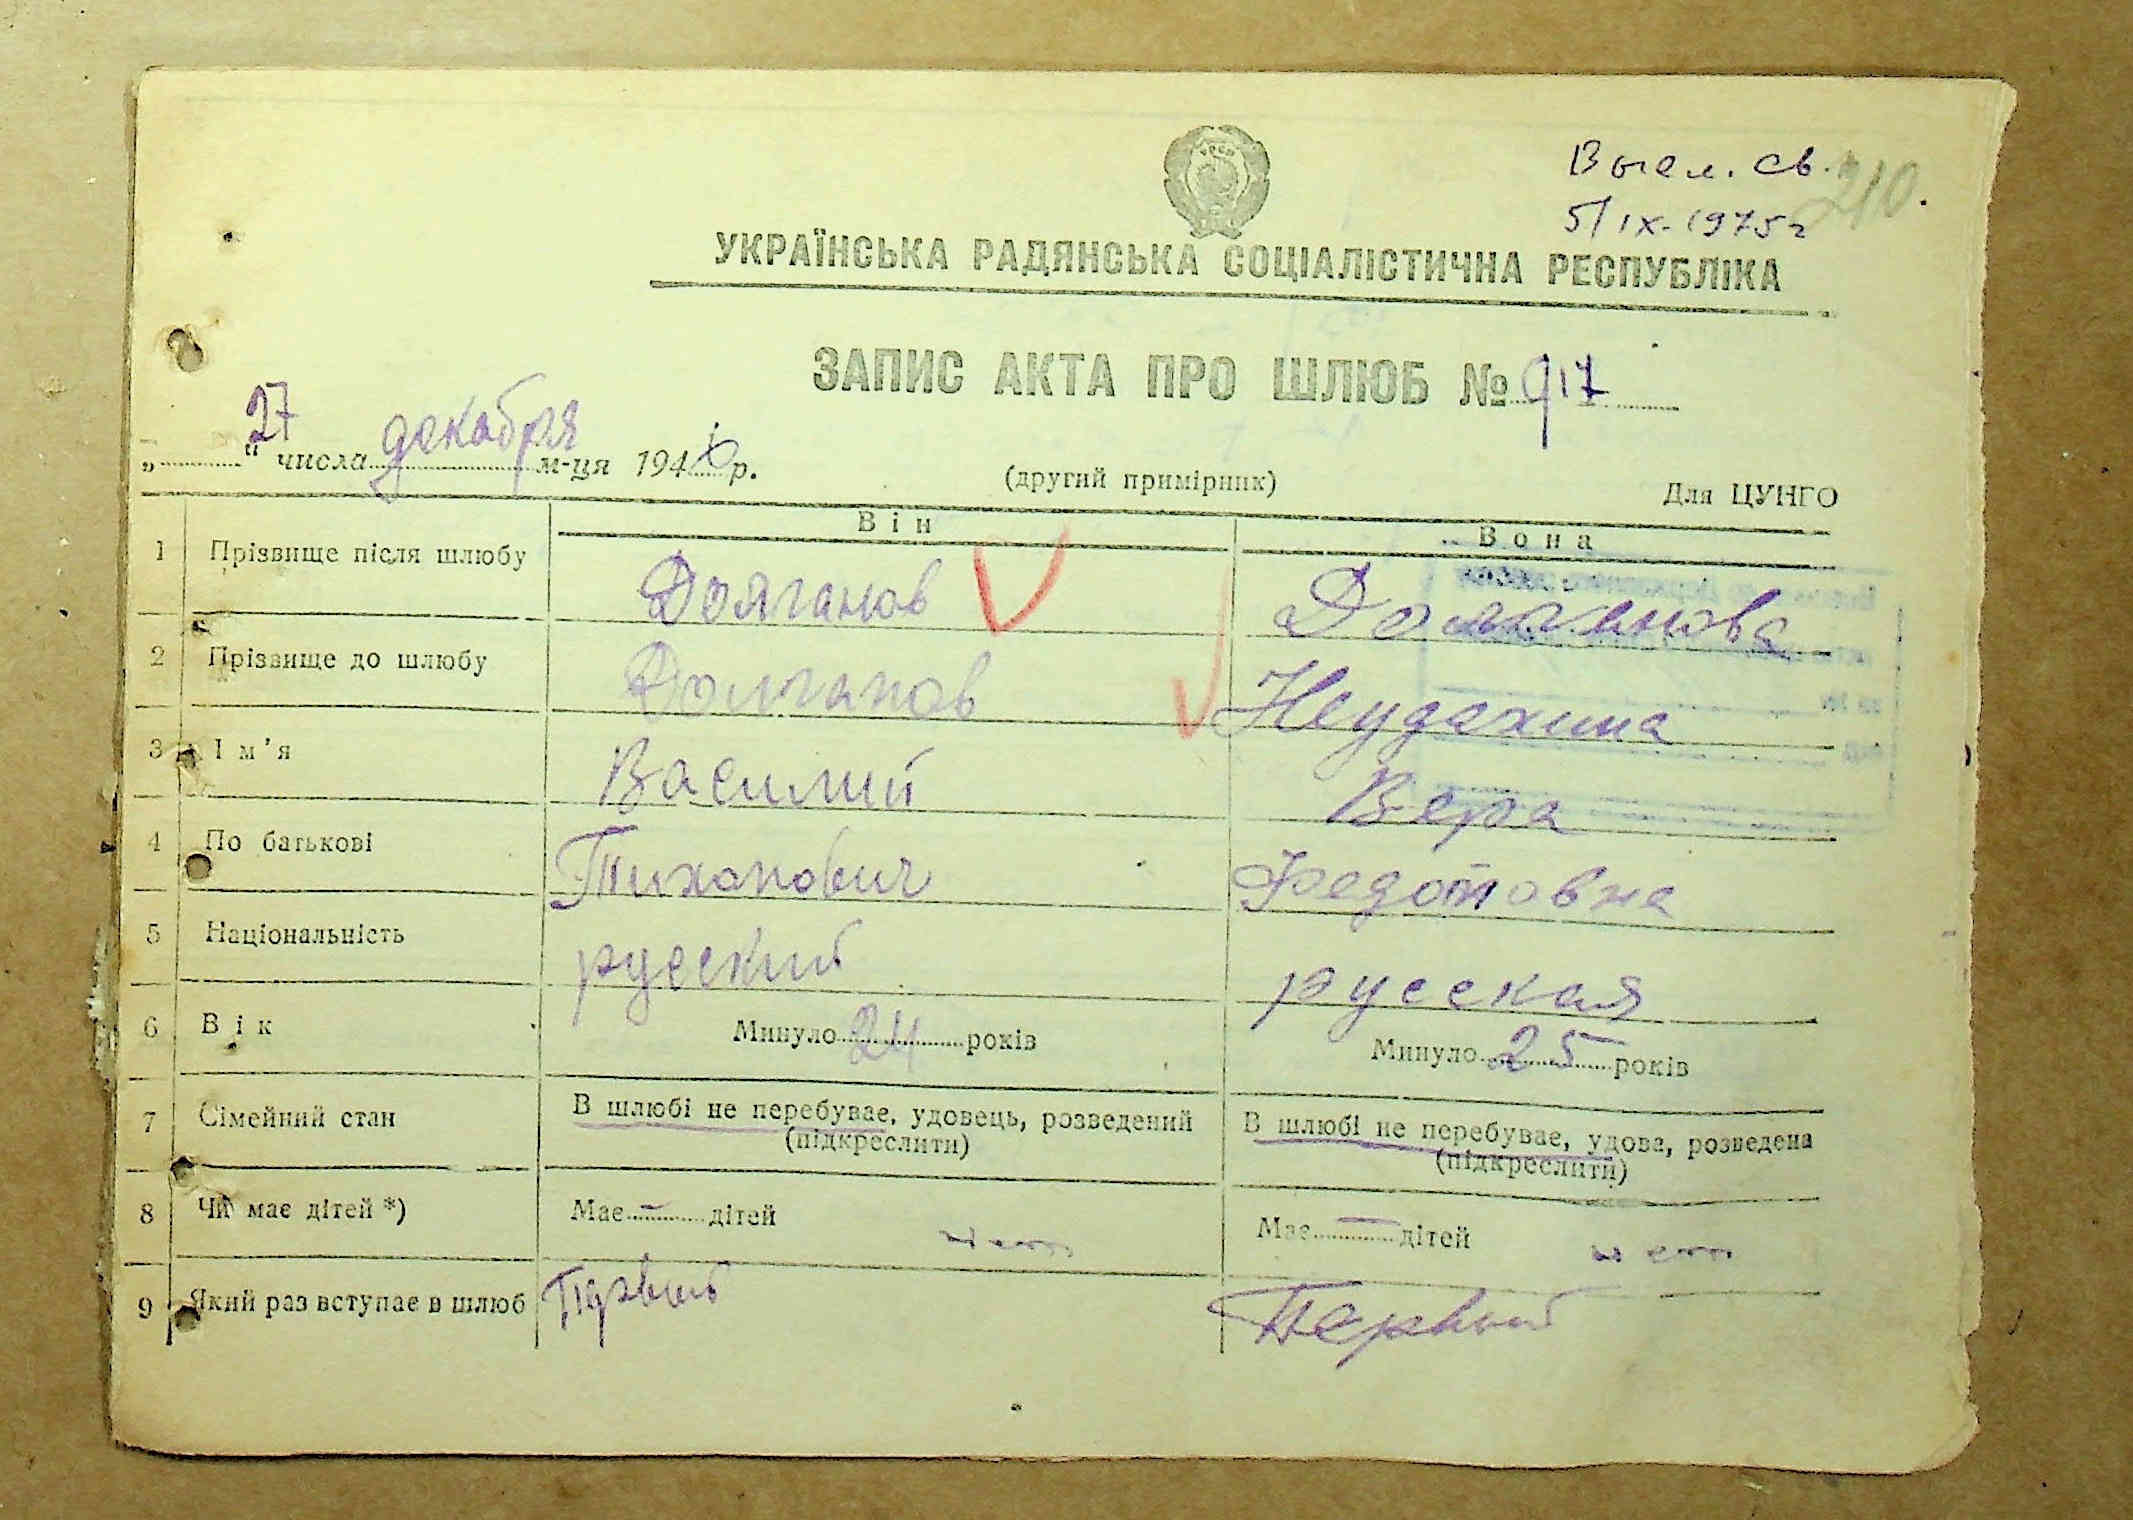 Выел. св.
5/IX-1975г
210.
УКРАЇНСЬКА РАДЯНСЬКА СОЦІАЛІСТИЧНА РЕСПУБЛІКА
ЗАПИС АКТА ПРО ШЛЮБ № 917
„27“ числа декабря м-ця 194 р.
(другий примірник)
Для ЦУНГО
Він Вона
1 Прізвище після шлюбу Долганов Долганова
2 Прізвище до шлюбу Долганов Неудахина
3 Ім'я Василий Вера
4 По батькові Тиханович Федотовна
5 Національність русский русская
6 Вік Минуло 24 років Минуло 25 років
7 Сімейний стан В шлюбі не перебуває, удовець, розведений В шлюбі не перебуває, удова, розведена
(підкреслити) (підкреслити)
8 Чи має дітей *) Має — дітей нет Має — дітей нет
9 Який раз вступає в шлюб Первый Первый